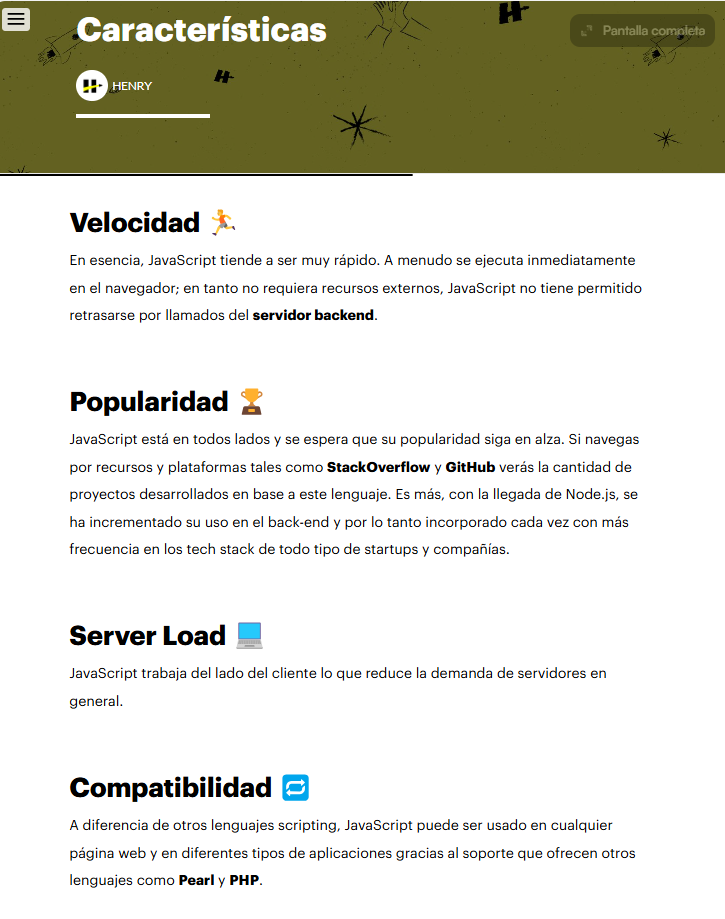 Características
Pantalla completa
HENRY
Velocidad
En esencia, JavaScript tiende a ser muy rápido. A menudo se ejecuta inmediatamente
en el navegador; en tanto no requiera recursos externos, JavaScript no tiene permitido
retrasarse por llamados del servidor backend.
Popularidad
JavaScript está en todos lados y se espera que su popularidad siga en alza. Si navegas
por recursos y plataformas tales como StackOverflow y GitHub verás la cantidad de
proyectos desarrollados en base a este lenguaje. Es más, con la llegada de Node.js, se
ha incrementado su uso en el back-end y por lo tanto incorporado cada vez con más
frecuencia en los tech stack de todo tipo de startups y compañías.
Server Load
JavaScript trabaja del lado del cliente lo que reduce la demanda de servidores en
general.
Compatibilidad
A diferencia de otros lenguajes scripting, JavaScript puede ser usado en cualquier
página web y en diferentes tipos de aplicaciones gracias al soporte que ofrecen otros
lenguajes como Pearl y PHP.